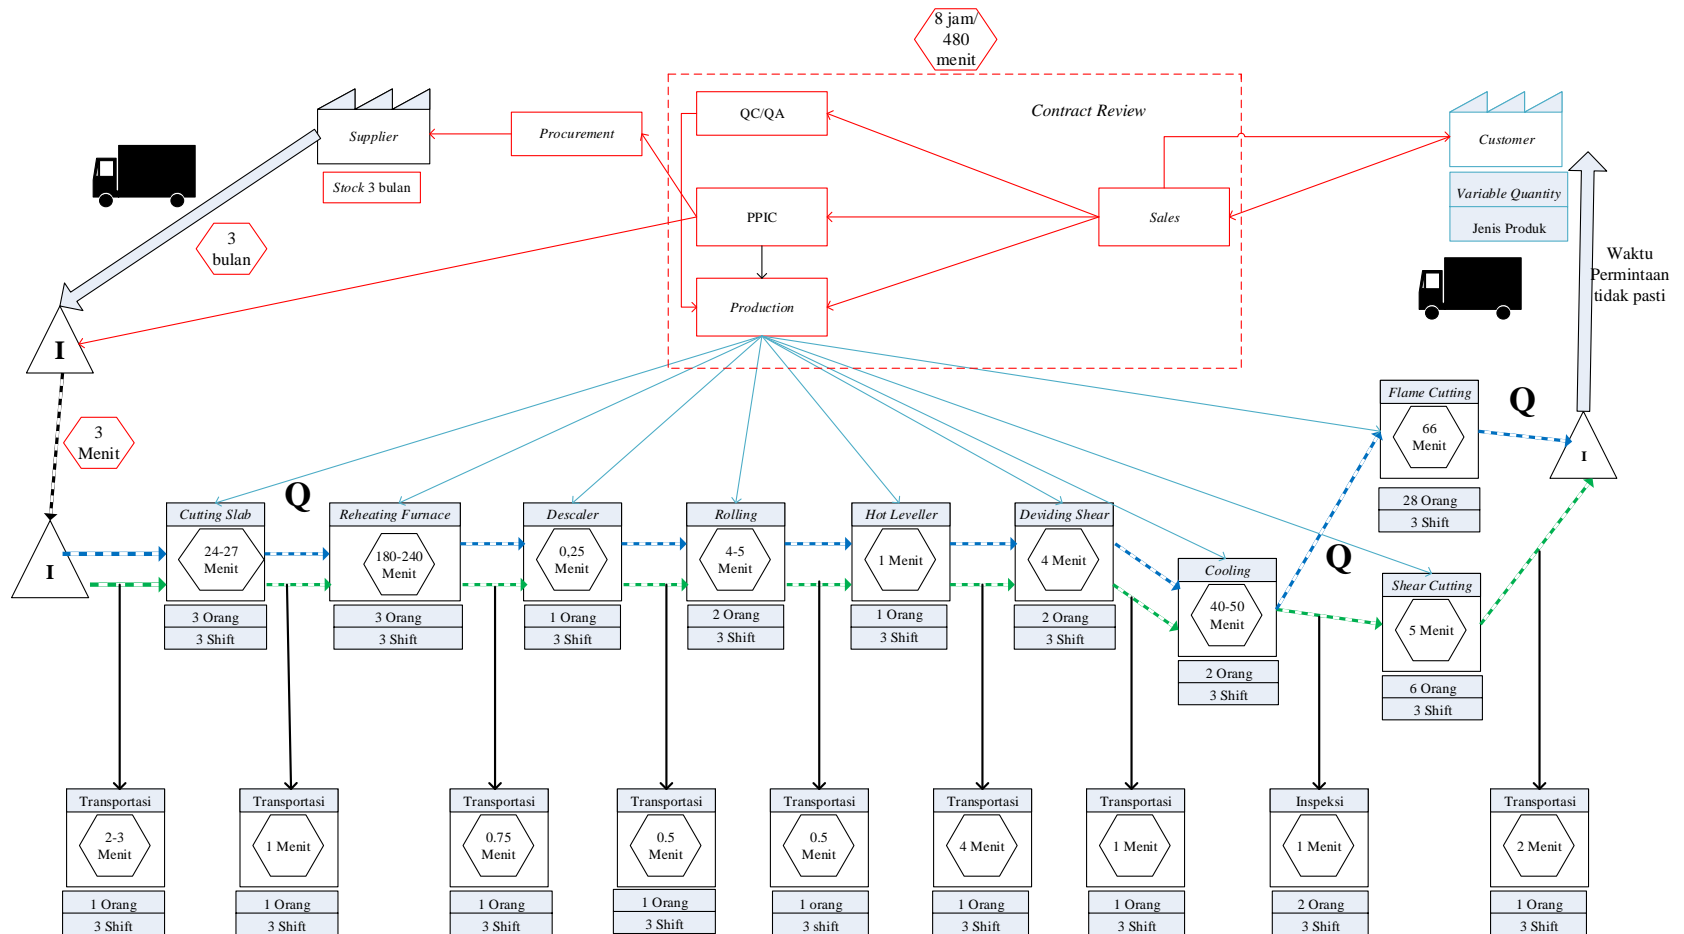 8 jam/
480
menit
QC/QA
Contract Review
Supplier
Procurement
Customer
Stock 3 bulan
Variable Quantity
Jenis Produk
PPIC
Sales
3
bulan
Waktu
Permintaan
tidak pasti
Production
I
3
Menit
Flame Cutting
66
Menit
Q
I
28 Orang
3 Shift
Q
Cutting Slab
24-27
Menit
3 Orang
3 Shift
Reheating Furnace
180-240
Menit
3 Orang
3 Shift
Descaler
0,25
Menit
1 Orang
3 Shift
Rolling
4-5
Menit
2 Orang
3 Shift
Hot Leveller
1 Menit
1 Orang
3 Shift
Deviding Shear
4 Menit
2 Orang
3 Shift
I
Q
Cooling
40-50
Menit
2 Orang
3 Shift
Shear Cutting
5 Menit
6 Orang
3 Shift
Transportasi
2-3
Menit
1 Orang
3 Shift
Transportasi
1 Menit
1 Orang
3 Shift
Transportasi
0.75
Menit
1 Orang
3 Shift
Transportasi
0.5
Menit
1 Orang
3 Shift
Transportasi
0.5
Menit
1 orang
3 shift
Transportasi
4 Menit
1 Orang
3 Shift
Transportasi
1 Menit
1 Orang
3 Shift
Inspeksi
1 Menit
2 Orang
3 Shift
Transportasi
2 Menit
1 Orang
3 Shift